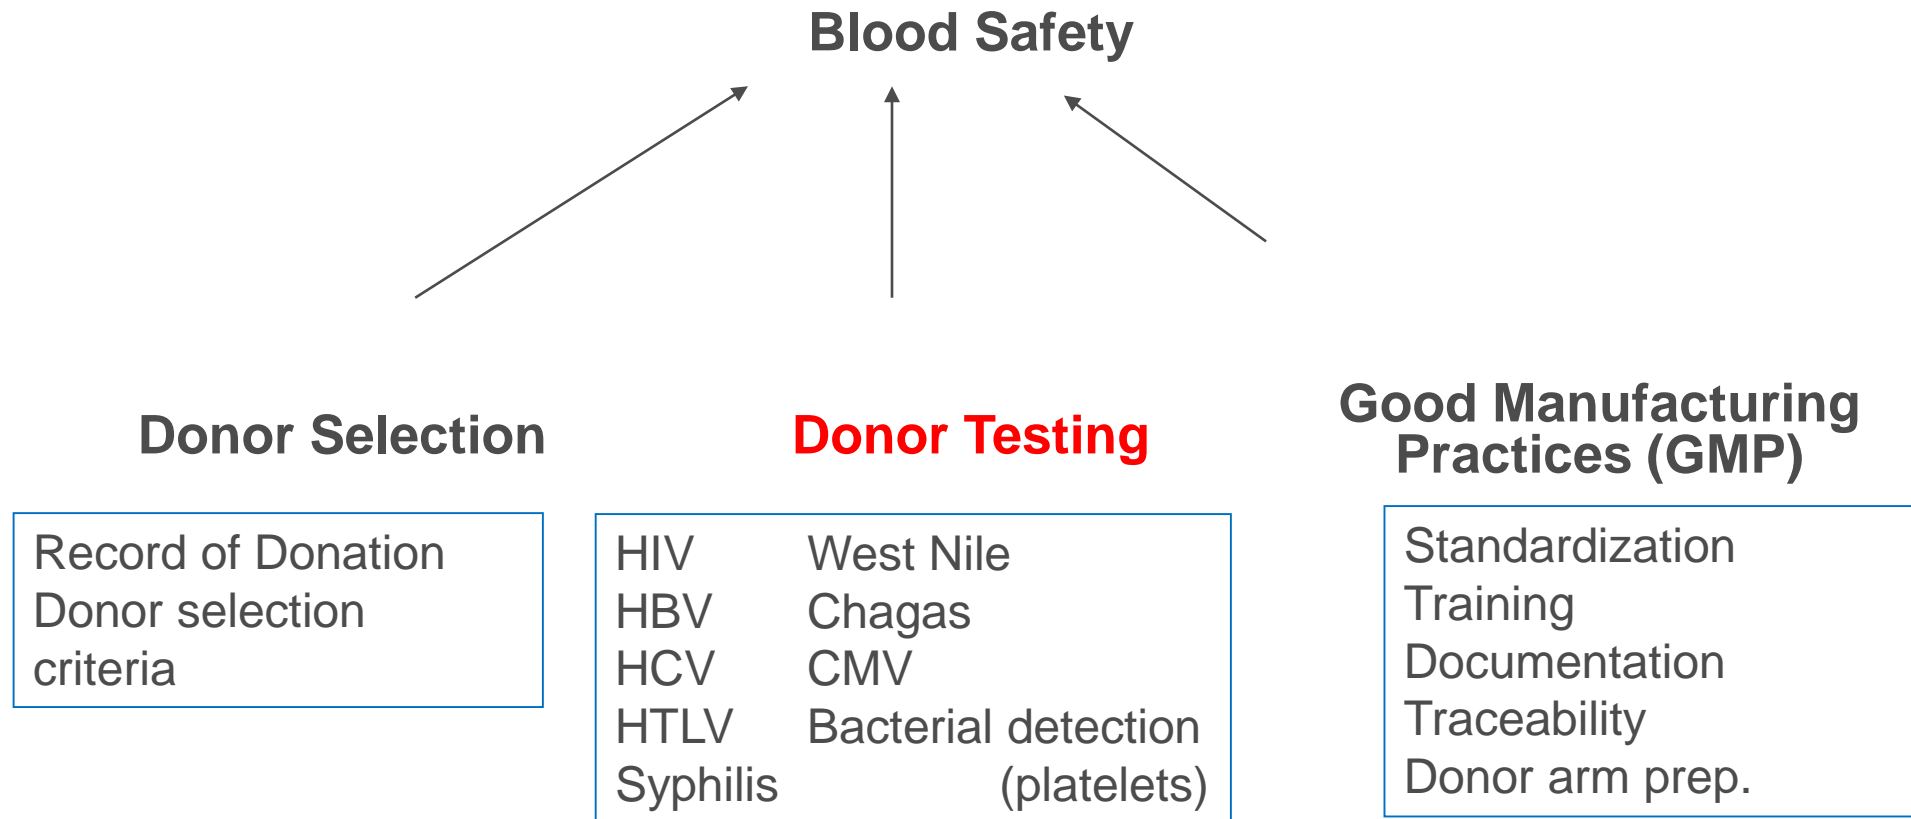 Blood Safety
Donor Selection
Donor Testing
Good Manufacturing
Practices (GMP)
Record of Donation
Donor selection
criteria
HIV West Nile
HBV Chagas
HCV CMV
HTLV Bacterial detection
Syphilis (platelets)
Standardization
Training
Documentation
Traceability
Donor arm prep.